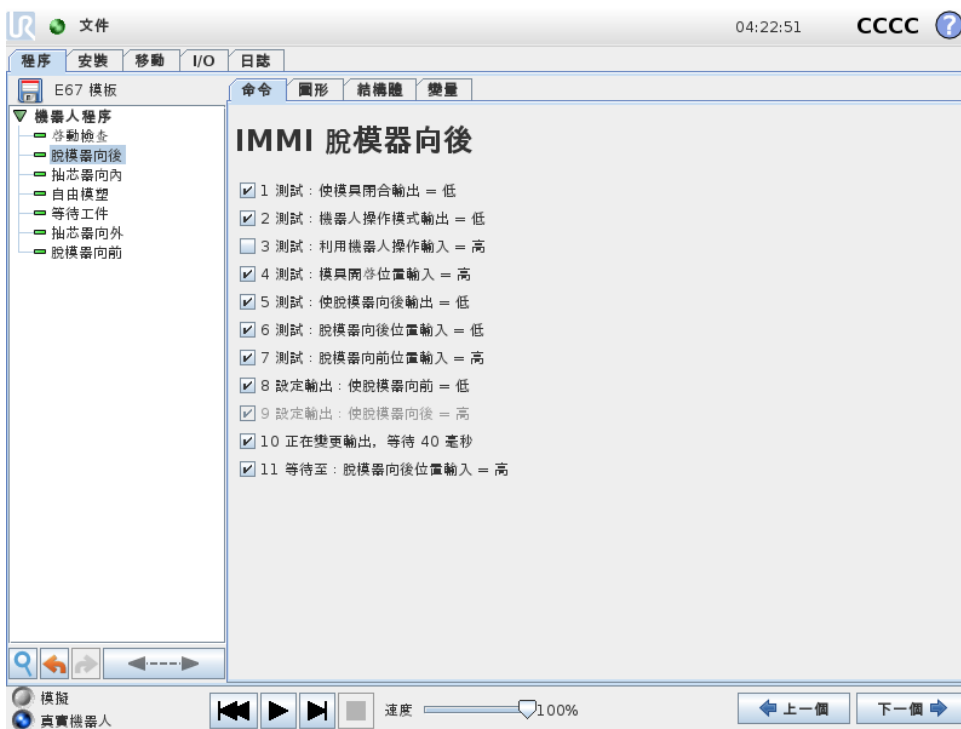 UR 文件 04:22:51 CCCC ?
程序 安裝 移動 I/O 日誌
E67 模板
命令 圖形 結構體 變量
機器人程序
啓動檢查
脫模器向後
抽芯器向內
自由模塑
等待工件
抽芯器向外
脫模器向前
IMMI 脫模器向後
1 測試：使模具閉合輸出 = 低
2 測試：機器人操作模式輸出 = 低
3 測試：利用機器人操作輸入 = 高
4 測試：模具開啓位置輸入 = 高
5 測試：使脫模器向後輸出 = 低
6 測試：脫模器向後位置輸入 = 低
7 測試：脫模器向前位置輸入 = 高
8 設定輸出：使脫模器向前 = 低
9 設定輸出：使脫模器向後 = 高
10 正在變更輸出，等待 40 毫秒
11 等待至：脫模器向後位置輸入 = 高
模擬
真實機器人
速度 100%
上一個 下一個